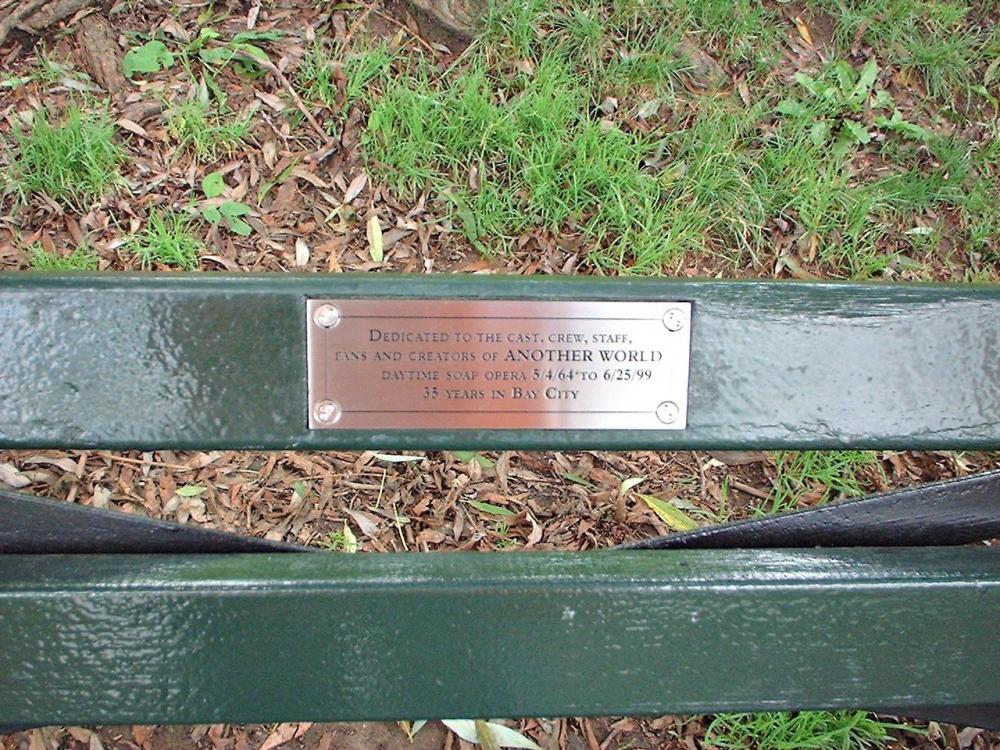 DEDICATED TO THE CAST, CREW, STAFF,
FANS AND CREATORS OF ANOTHER WORLD
DAYTIME SOAP OPERA 5/4/64 TO 6/25/99
35 YEARS IN BAY CITY